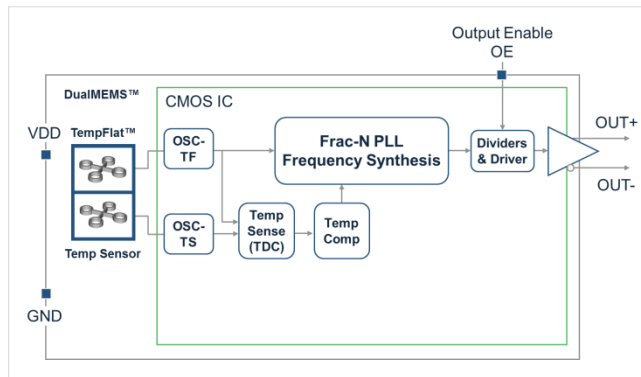 Output Enable
OE
DualMEMS™
CMOS IC
VDD
TempFlat™
OSC-
TF
Frac-N PLL
Frequency Synthesis
Dividers
& Driver
OUT+
OUT-
OSC-
TS
Temp
Sense
(TDC)
Temp
Comp
Temp Sensor
GND